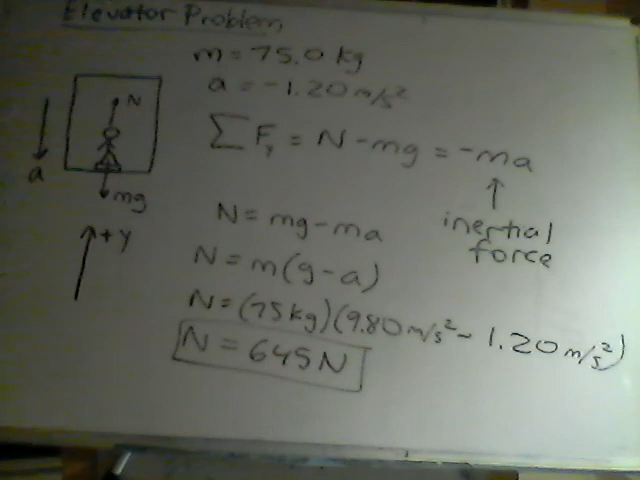 Elevator Problem
m = 75.0 kg
a = -1.20 m/s²
N
a
mg
+y
∑ Fy = N - mg = -ma
inertial
force
N = mg - ma
N = m(g - a)
N = (75 kg)(9.80 m/s² - 1.20 m/s²)
N = 645 N